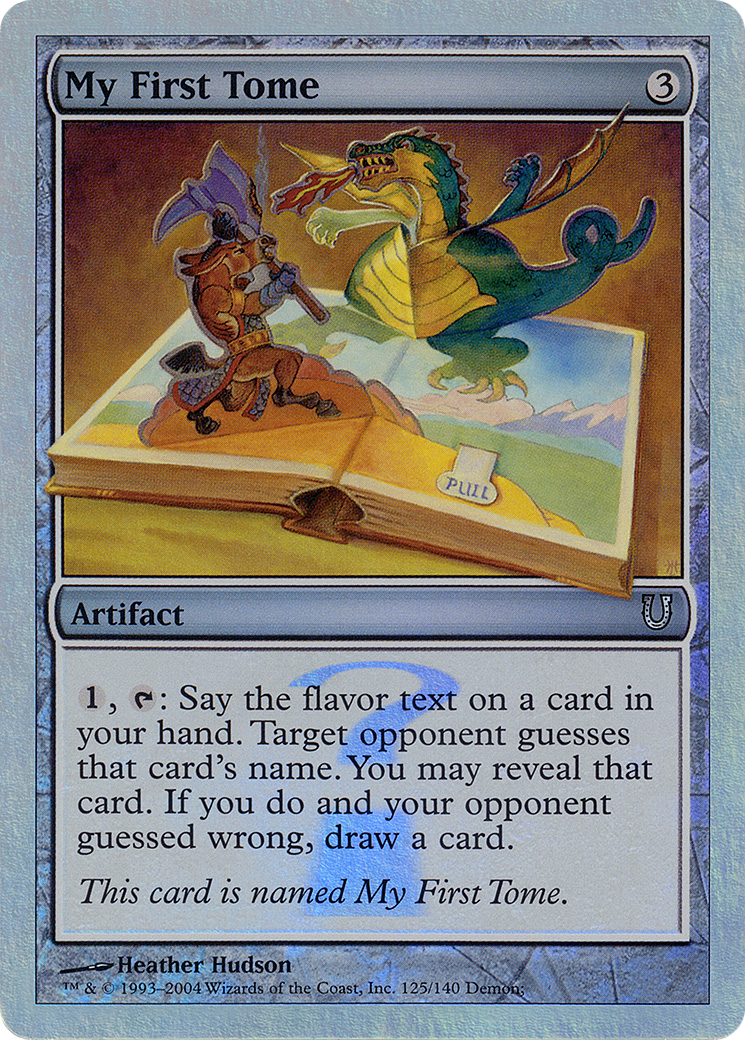 My First Tome 3
PULL
Artifact
1, : Say the flavor text on a card in
your hand. Target opponent guesses
that card's name. You may reveal that
card. If you do and your opponent
guessed wrong, draw a card.
This card is named My First Tome.
Heather Hudson
™ & © 1993–2004 Wizards of the Coast, Inc. 125/140 Demon;